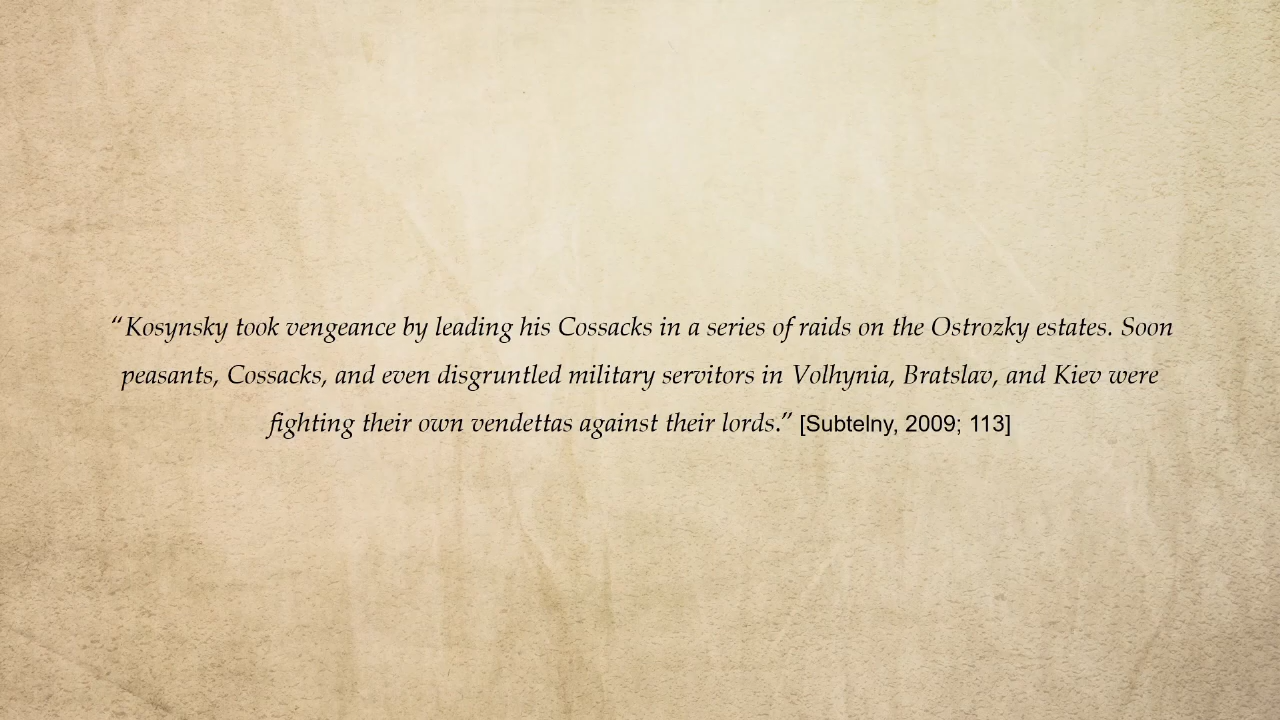 “Kosynsky took vengeance by leading his Cossacks in a series of raids on the Ostrozky estates. Soon
peasants, Cossacks, and even disgruntled military servitors in Volhynia, Bratslav, and Kiev were
fighting their own vendettas against their lords.” [Subtelny, 2009; 113]